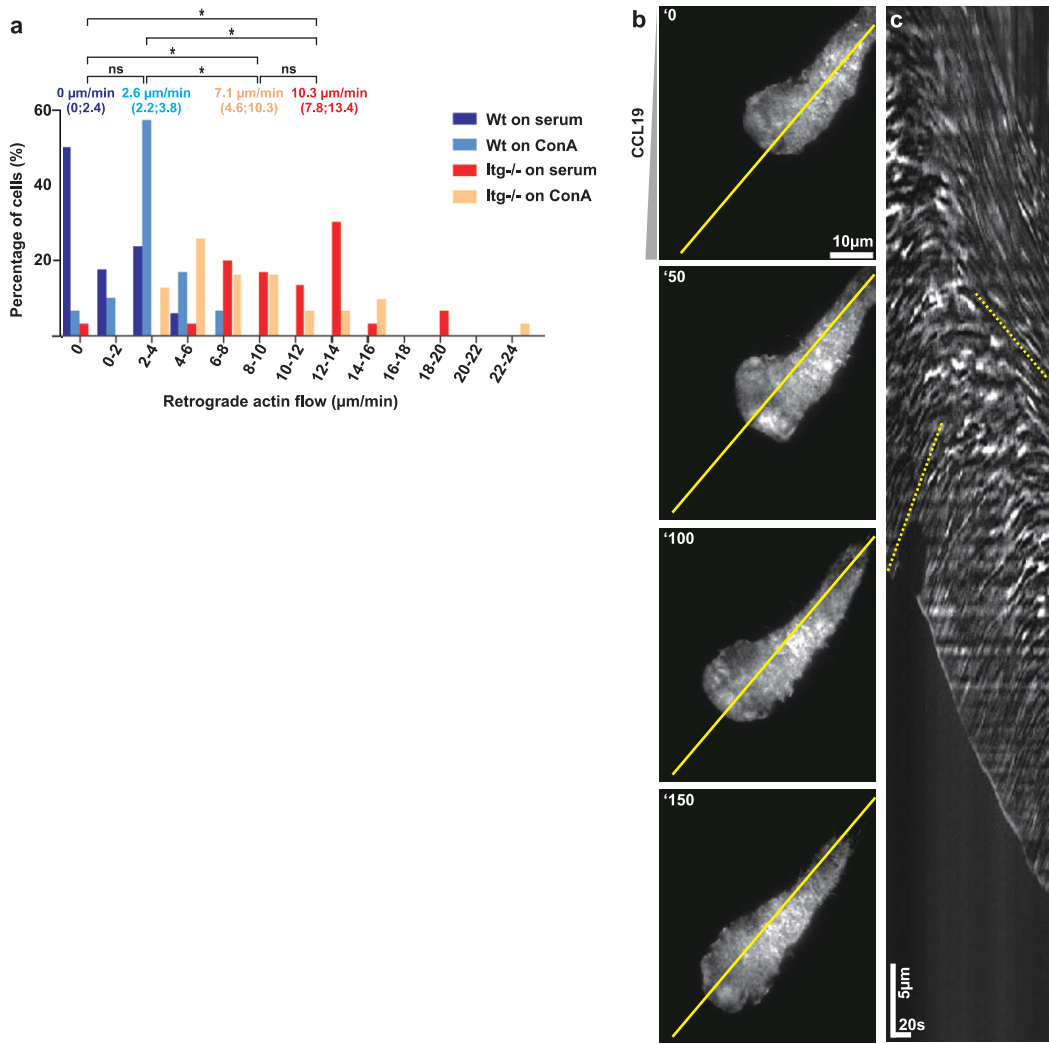 a
*
*
*
ns
*
ns
0 µm/min
(0;2.4)
2.6 µm/min
(2.2;3.8)
7.1 µm/min
(4.6;10.3)
10.3 µm/min
(7.8;13.4)
60
40
20
Percentage of cells (%)
Wt on serum
Wt on ConA
Itg-/- on serum
Itg-/- on ConA
0
0-2
2-4
4-6
6-8
8-10
10-12
12-14
14-16
16-18
18-20
20-22
22-24
Retrograde actin flow (µm/min)
b
CCL19
‘0
10µm
‘50
‘100
‘150
c
5µm
20s